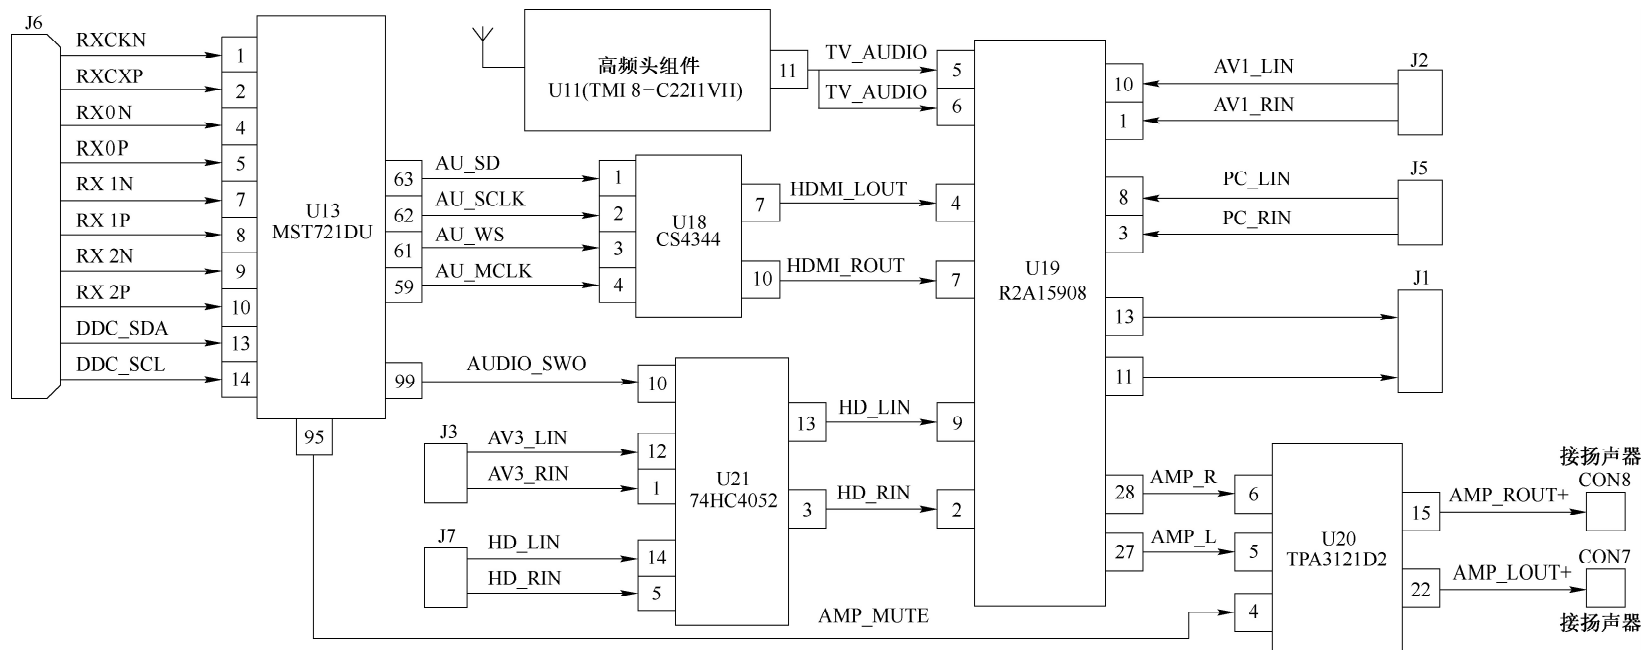 J6
RXCKN
RXCXP
RX0N
RX0P
RX 1N
RX 1P
RX 2N
RX 2P
DDC_SDA
DDC_SCL
1
2
4
5
7
8
9
10
13
14
U13
MST721DU
63
62
61
59
99
95
AU_SD
AU_SCLK
AU_WS
AU_MCLK
AUDIO_SWO
高频头组件
U11(TMI 8-C22I1VII)
11
TV_AUDIO
TV_AUDIO
1
2
3
4
U18
CS4344
7
10
HDMI_LOUT
HDMI_ROUT
J3
AV3_LIN
AV3_RIN
J7
HD_LIN
HD_RIN
10
12
1
14
5
U21
74HC4052
13
3
HD_LIN
HD_RIN
AMP_MUTE
5
6
4
7
9
2
U19
R2A15908
10
1
8
3
13
11
28
27
AV1_LIN
AV1_RIN
J2
PC_LIN
PC_RIN
J5
J1
AMP_R
AMP_L
6
5
4
U20
TPA3121D2
15
22
AMP_ROUT+
AMP_LOUT+
接扬声器
CON8
CON7
接扬声器